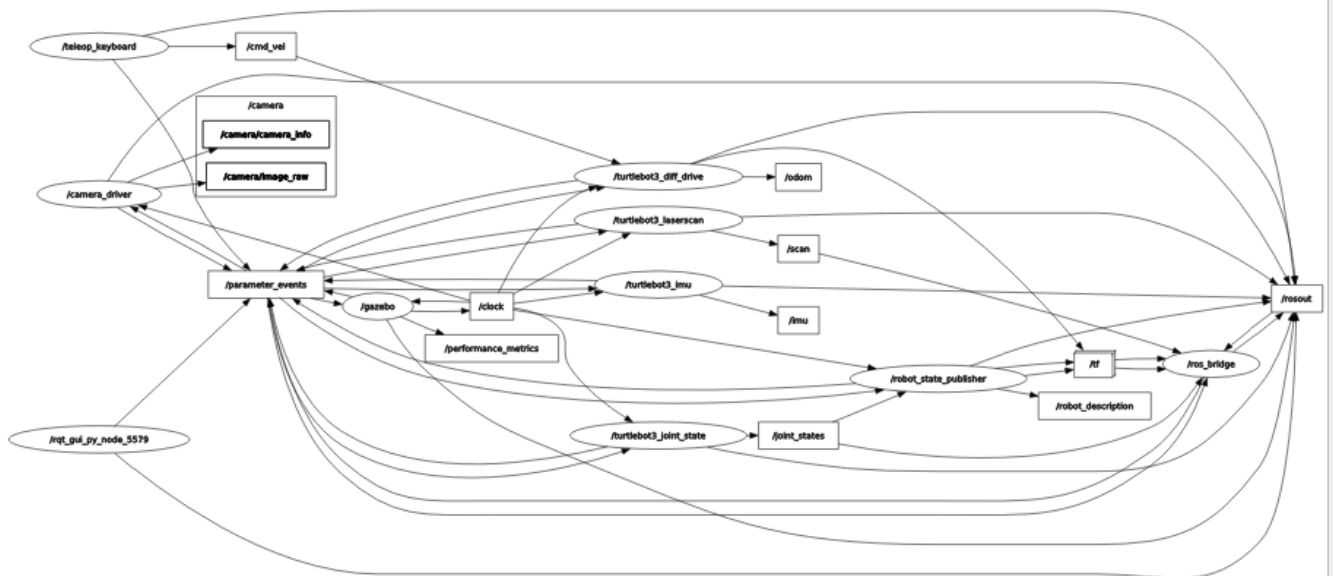 /teleop_keyboard
/cmd_vel
/camera
/camera/camera_info
/camera/image_raw
/camera_driver
/turtlebot3_diff_drive
/odom
/turtlebot3_laserscan
/scan
/parameter_events
/turtlebot3_imu
/gazebo
/clock
/imu
/rosout
/performance_metrics
/tf
/ros_bridge
/robot_state_publisher
/robot_description
/rqt_gui_py_node_5579
/turtlebot3_joint_state
/joint_states